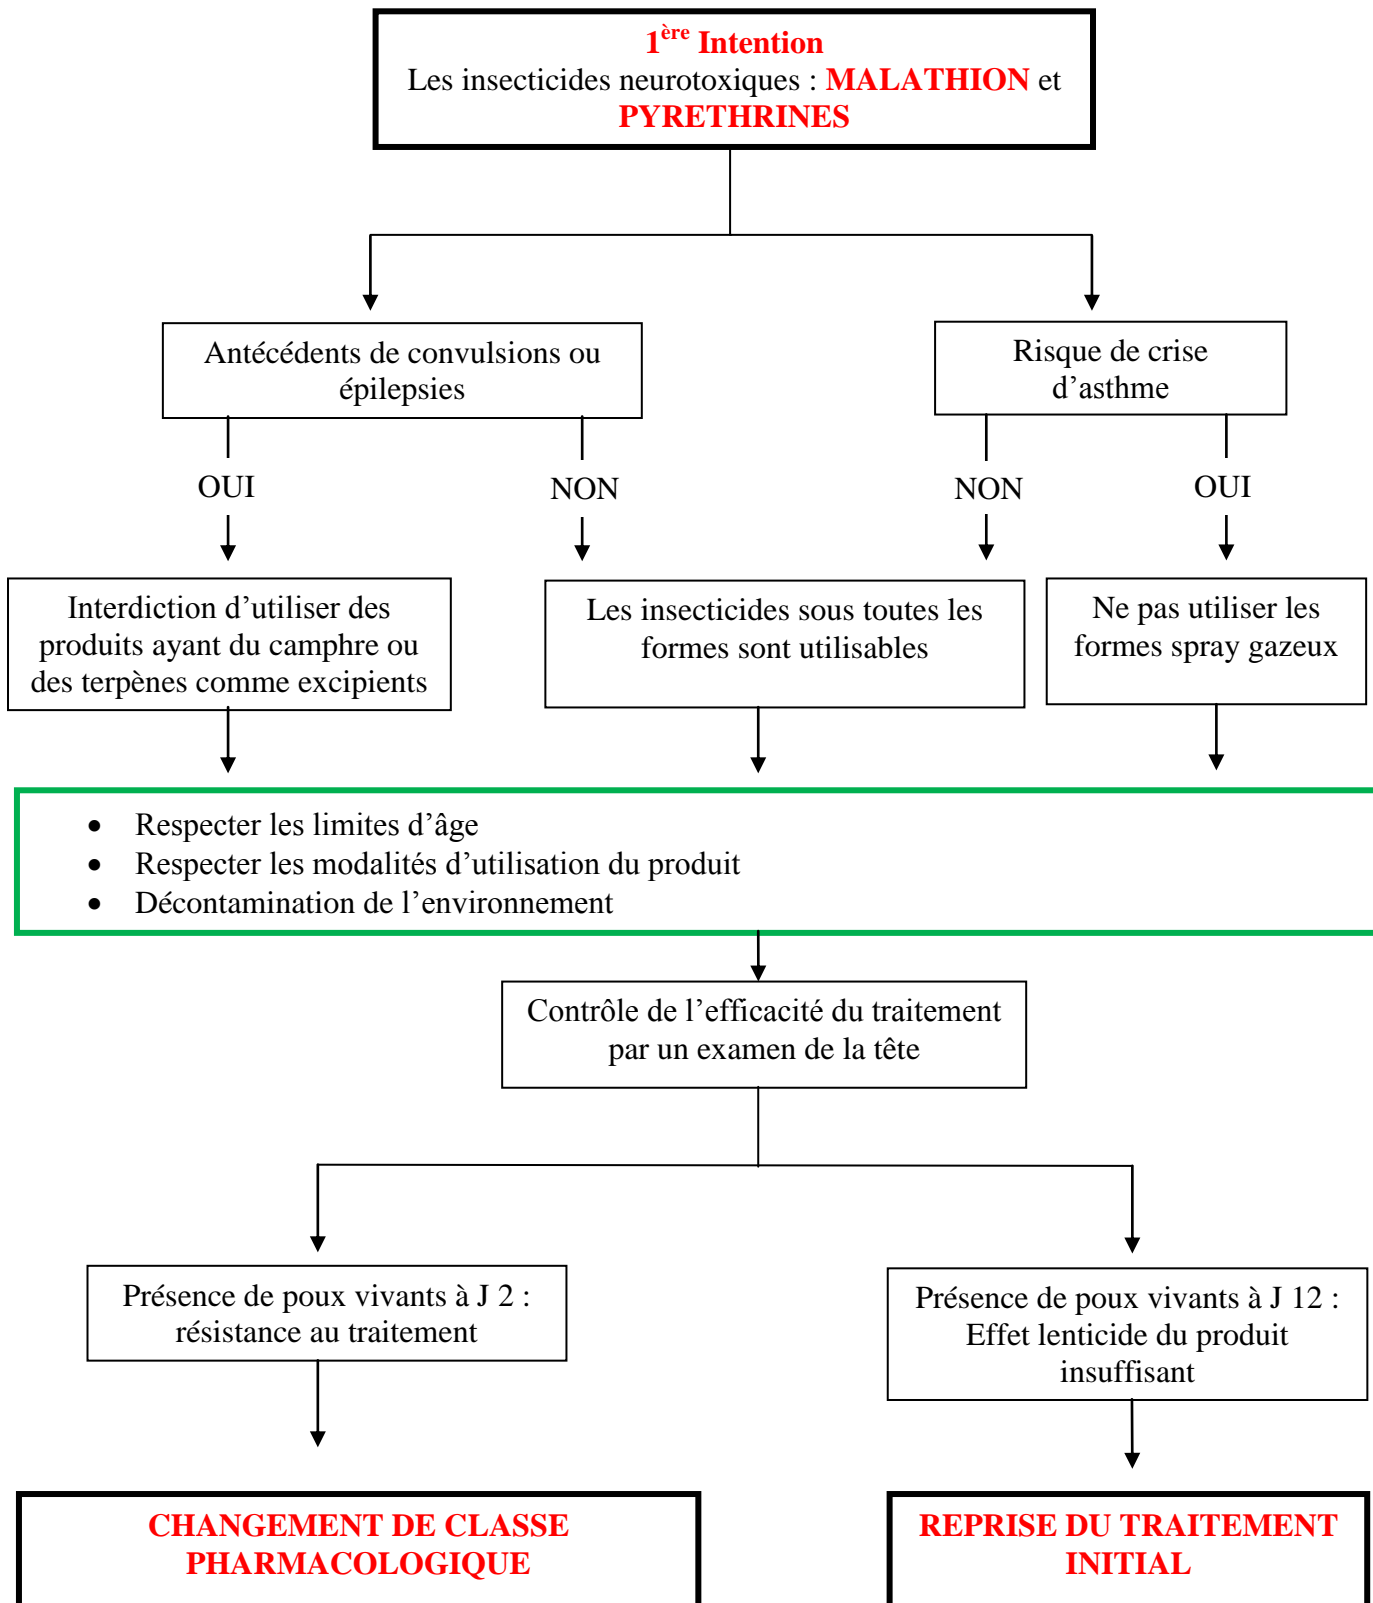 1ère Intention
Les insecticides neurotoxiques : MALATHION et
PYRETHRINES
Antécédents de convulsions ou
épilepsies
Risque de crise
d’asthme
OUI
NON
NON
OUI
Interdiction d’utiliser des
produits ayant du camphre ou
des terpènes comme excipients
Les insecticides sous toutes les
formes sont utilisables
Ne pas utiliser les
formes spray gazeux
• Respecter les limites d’âge
• Respecter les modalités d’utilisation du produit
• Décontamination de l’environnement
Contrôle de l’efficacité du traitement
par un examen de la tête
Présence de poux vivants à J 2 :
résistance au traitement
Présence de poux vivants à J 12 :
Effet lenticide du produit
insuffisant
CHANGEMENT DE CLASSE
PHARMACOLOGIQUE
REPRISE DU TRAITEMENT
INITIAL